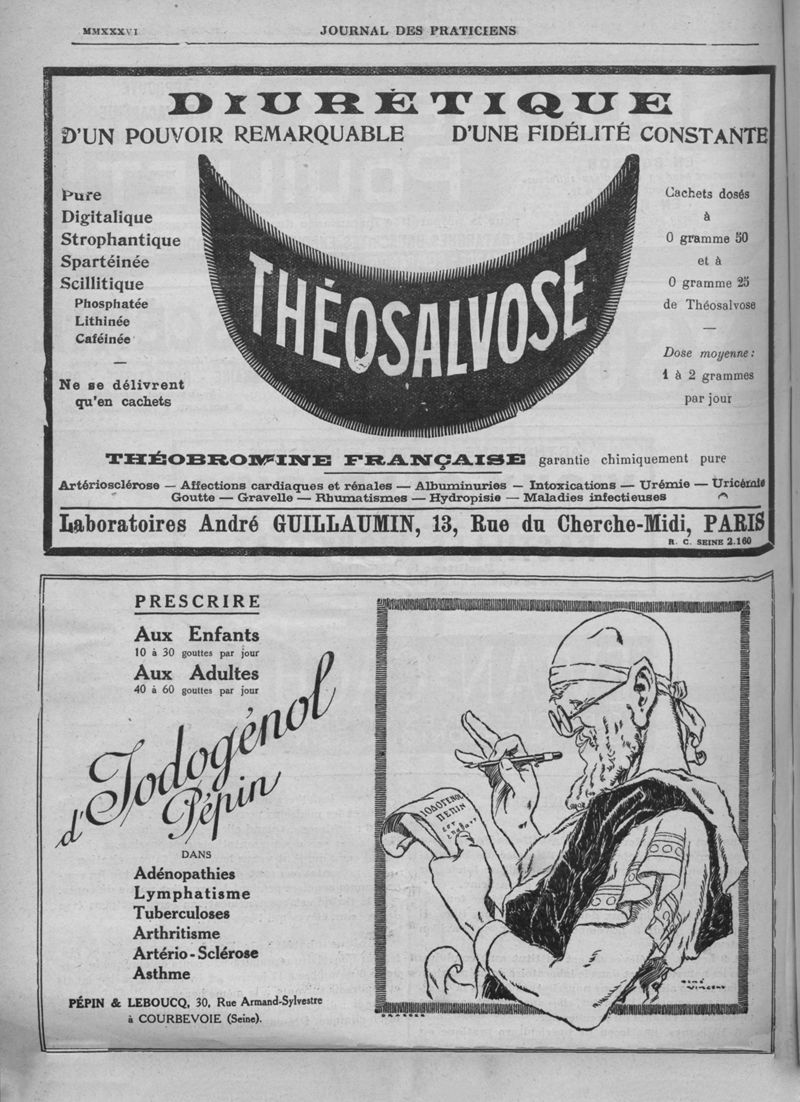 MMXXXVI
JOURNAL DES PRATICIENS
DIURÉTIQUE
D'UN POUVOIR REMARQUABLE D'UNE FIDÉLITÉ CONSTANTE
Pure
Digitalique
Strophantique
Spartéinée
Scillitique
Phosphatée
Lithinée
Caféinée
—
Ne se délivrent
qu'en cachets
THÉOSALVOSE
Cachets dosés
à
0 gramme 50
et à
0 gramme 25
de Théosalvose
—
Dose moyenne :
1 à 2 grammes
par jour
THÉOBROMINE FRANÇAISE garantie chimiquement pure
Artériosclérose — Affections cardiaques et rénales — Albuminuries — Intoxications — Urémie — Uricémie
Goutte — Gravelle — Rhumatismes — Hydropisie — Maladies infectieuses
Laboratoires André GUILLAUMIN, 13, Rue du Cherche-Midi, PARIS
R. C. SEINE 2.160
PRESCRIRE
Aux Enfants
10 à 30 gouttes par jour
Aux Adultes
40 à 60 gouttes par jour
d'Iodogénol
Pépin
DANS
Adénopathies
Lymphatisme
Tuberculoses
Arthritisme
Artério-Sclérose
Asthme
PÉPIN & LEBOUCQ, 30, Rue Armand-Sylvestre
à COURBEVOIE (Seine).
IODOGENOL
ПEПIN
RENÉ
VINCENT
DRAEGER